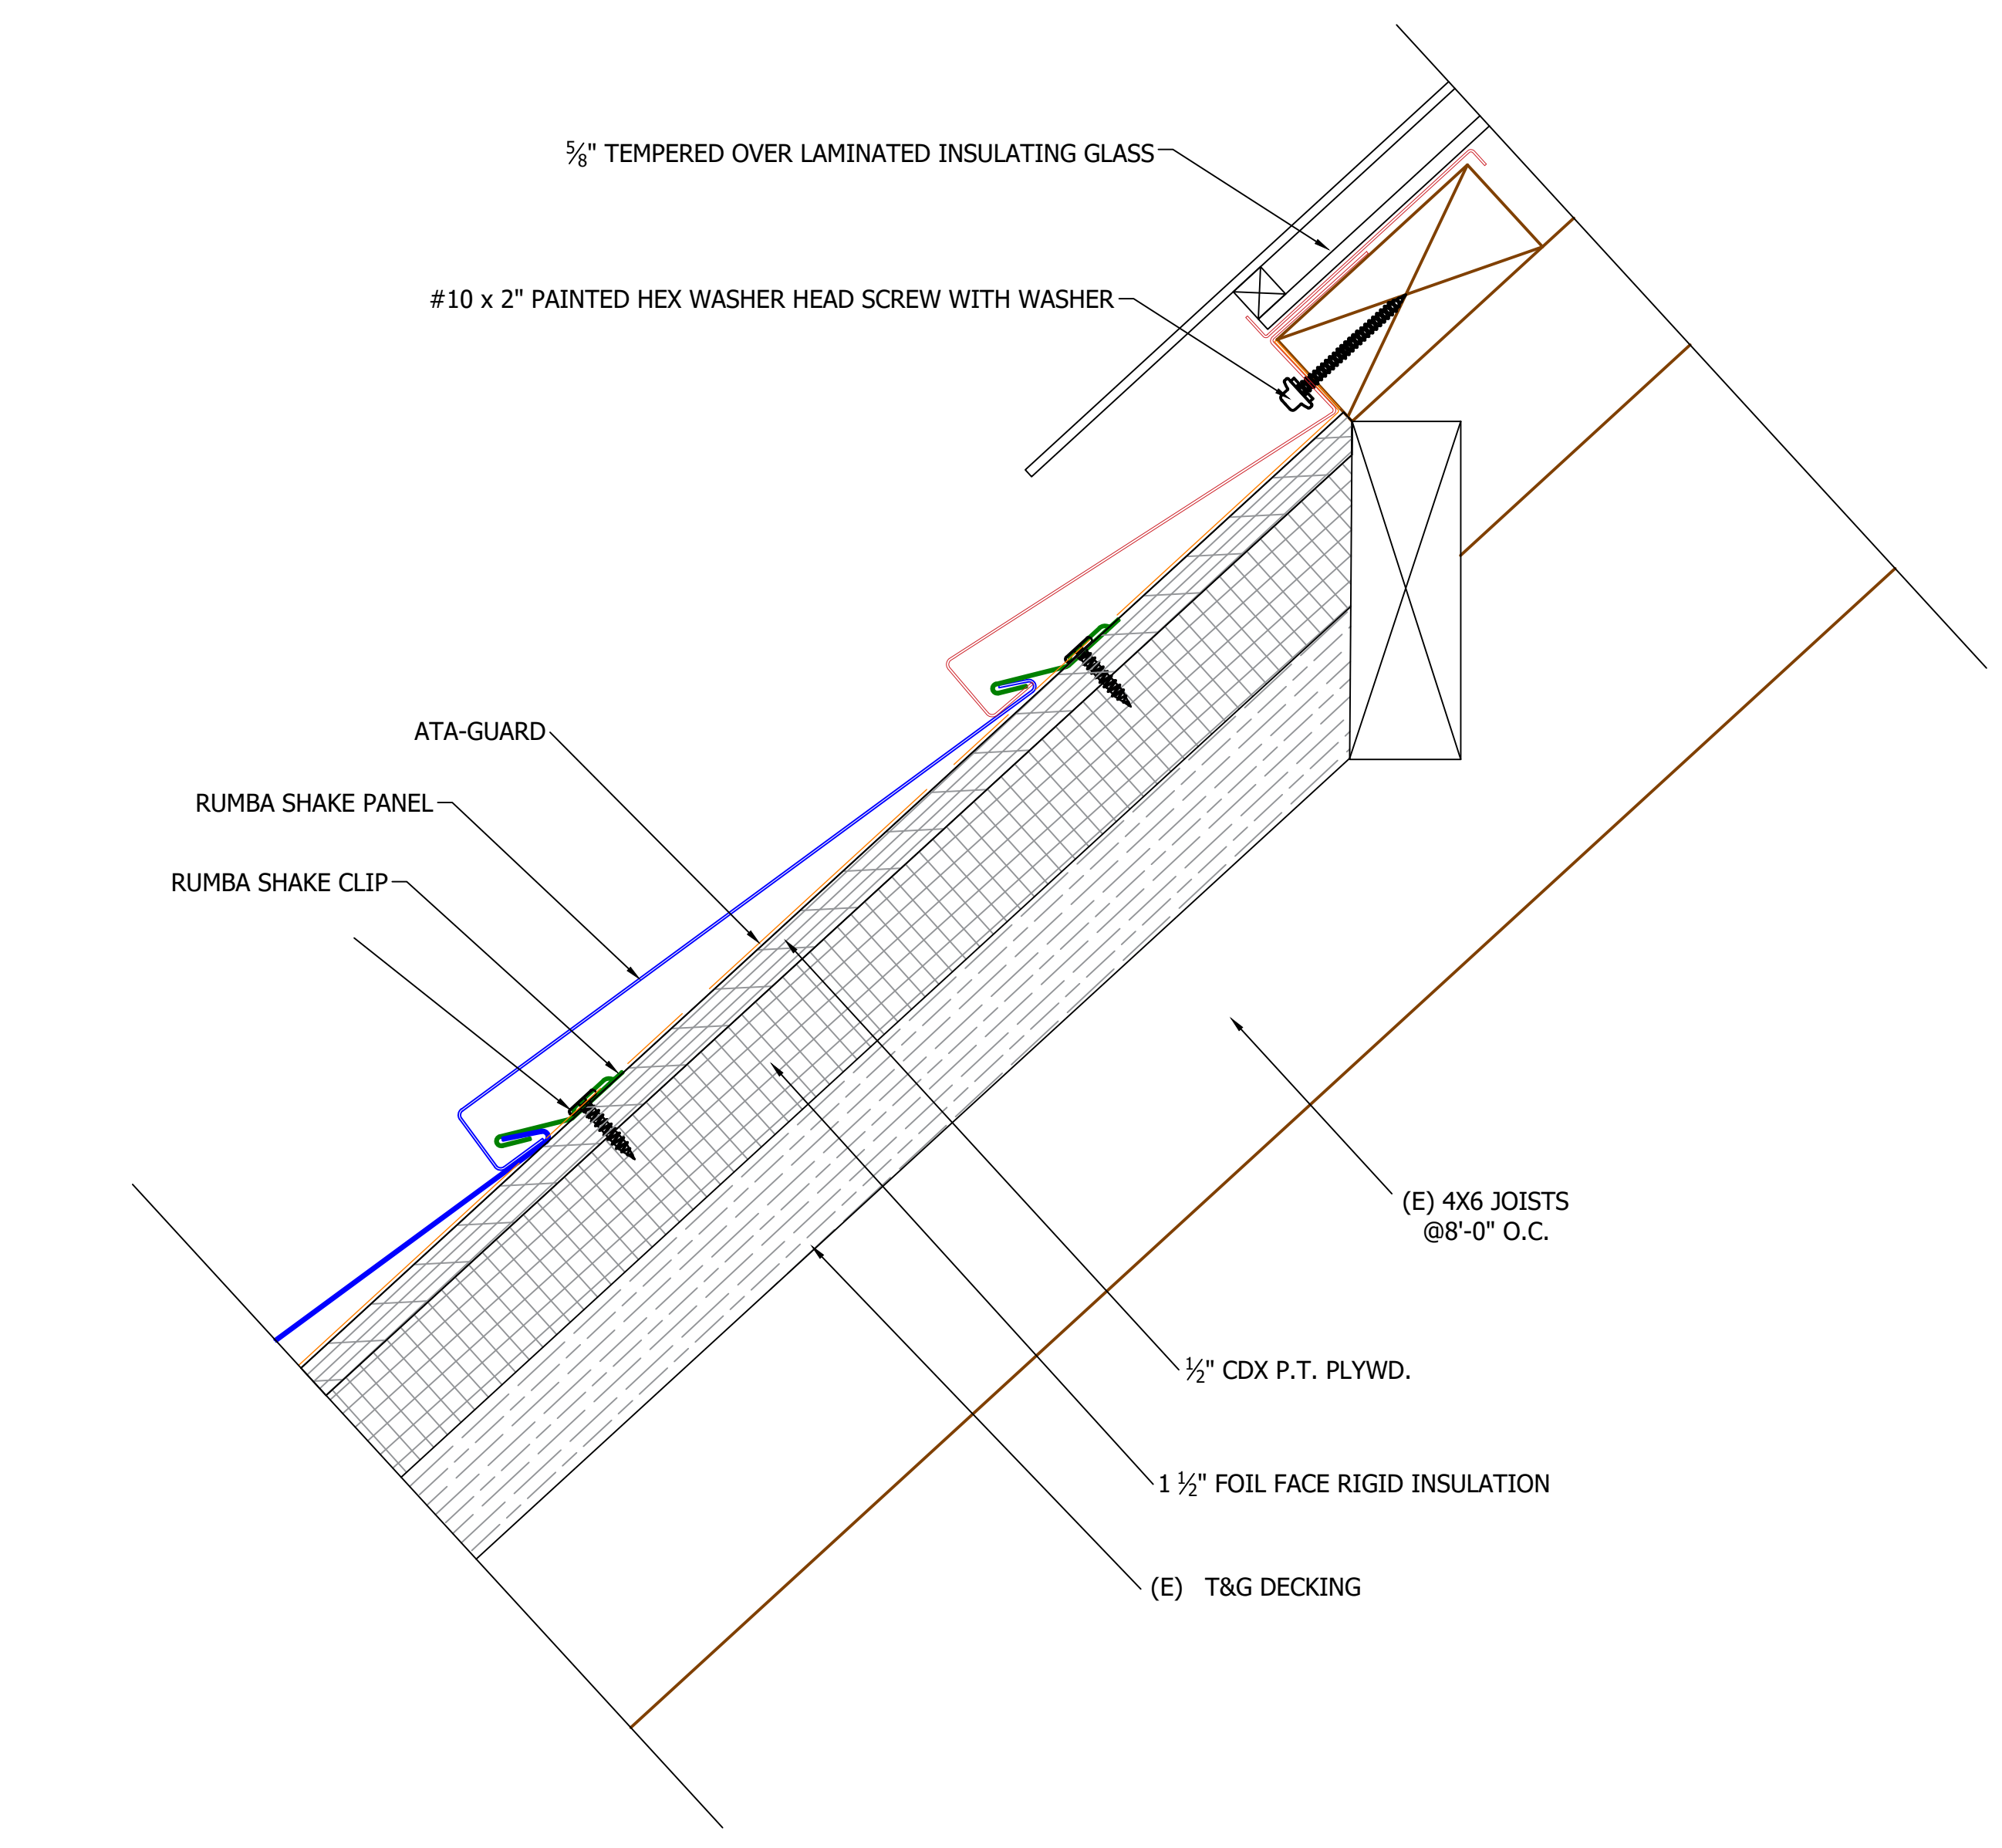 ⅝" TEMPERED OVER LAMINATED INSULATING GLASS
#10 x 2" PAINTED HEX WASHER HEAD SCREW WITH WASHER
ATA-GUARD
RUMBA SHAKE PANEL
RUMBA SHAKE CLIP
(E) 4X6 JOISTS
@8'-0" O.C.
½" CDX P.T. PLYWD.
1 ½" FOIL FACE RIGID INSULATION
(E) T&G DECKING